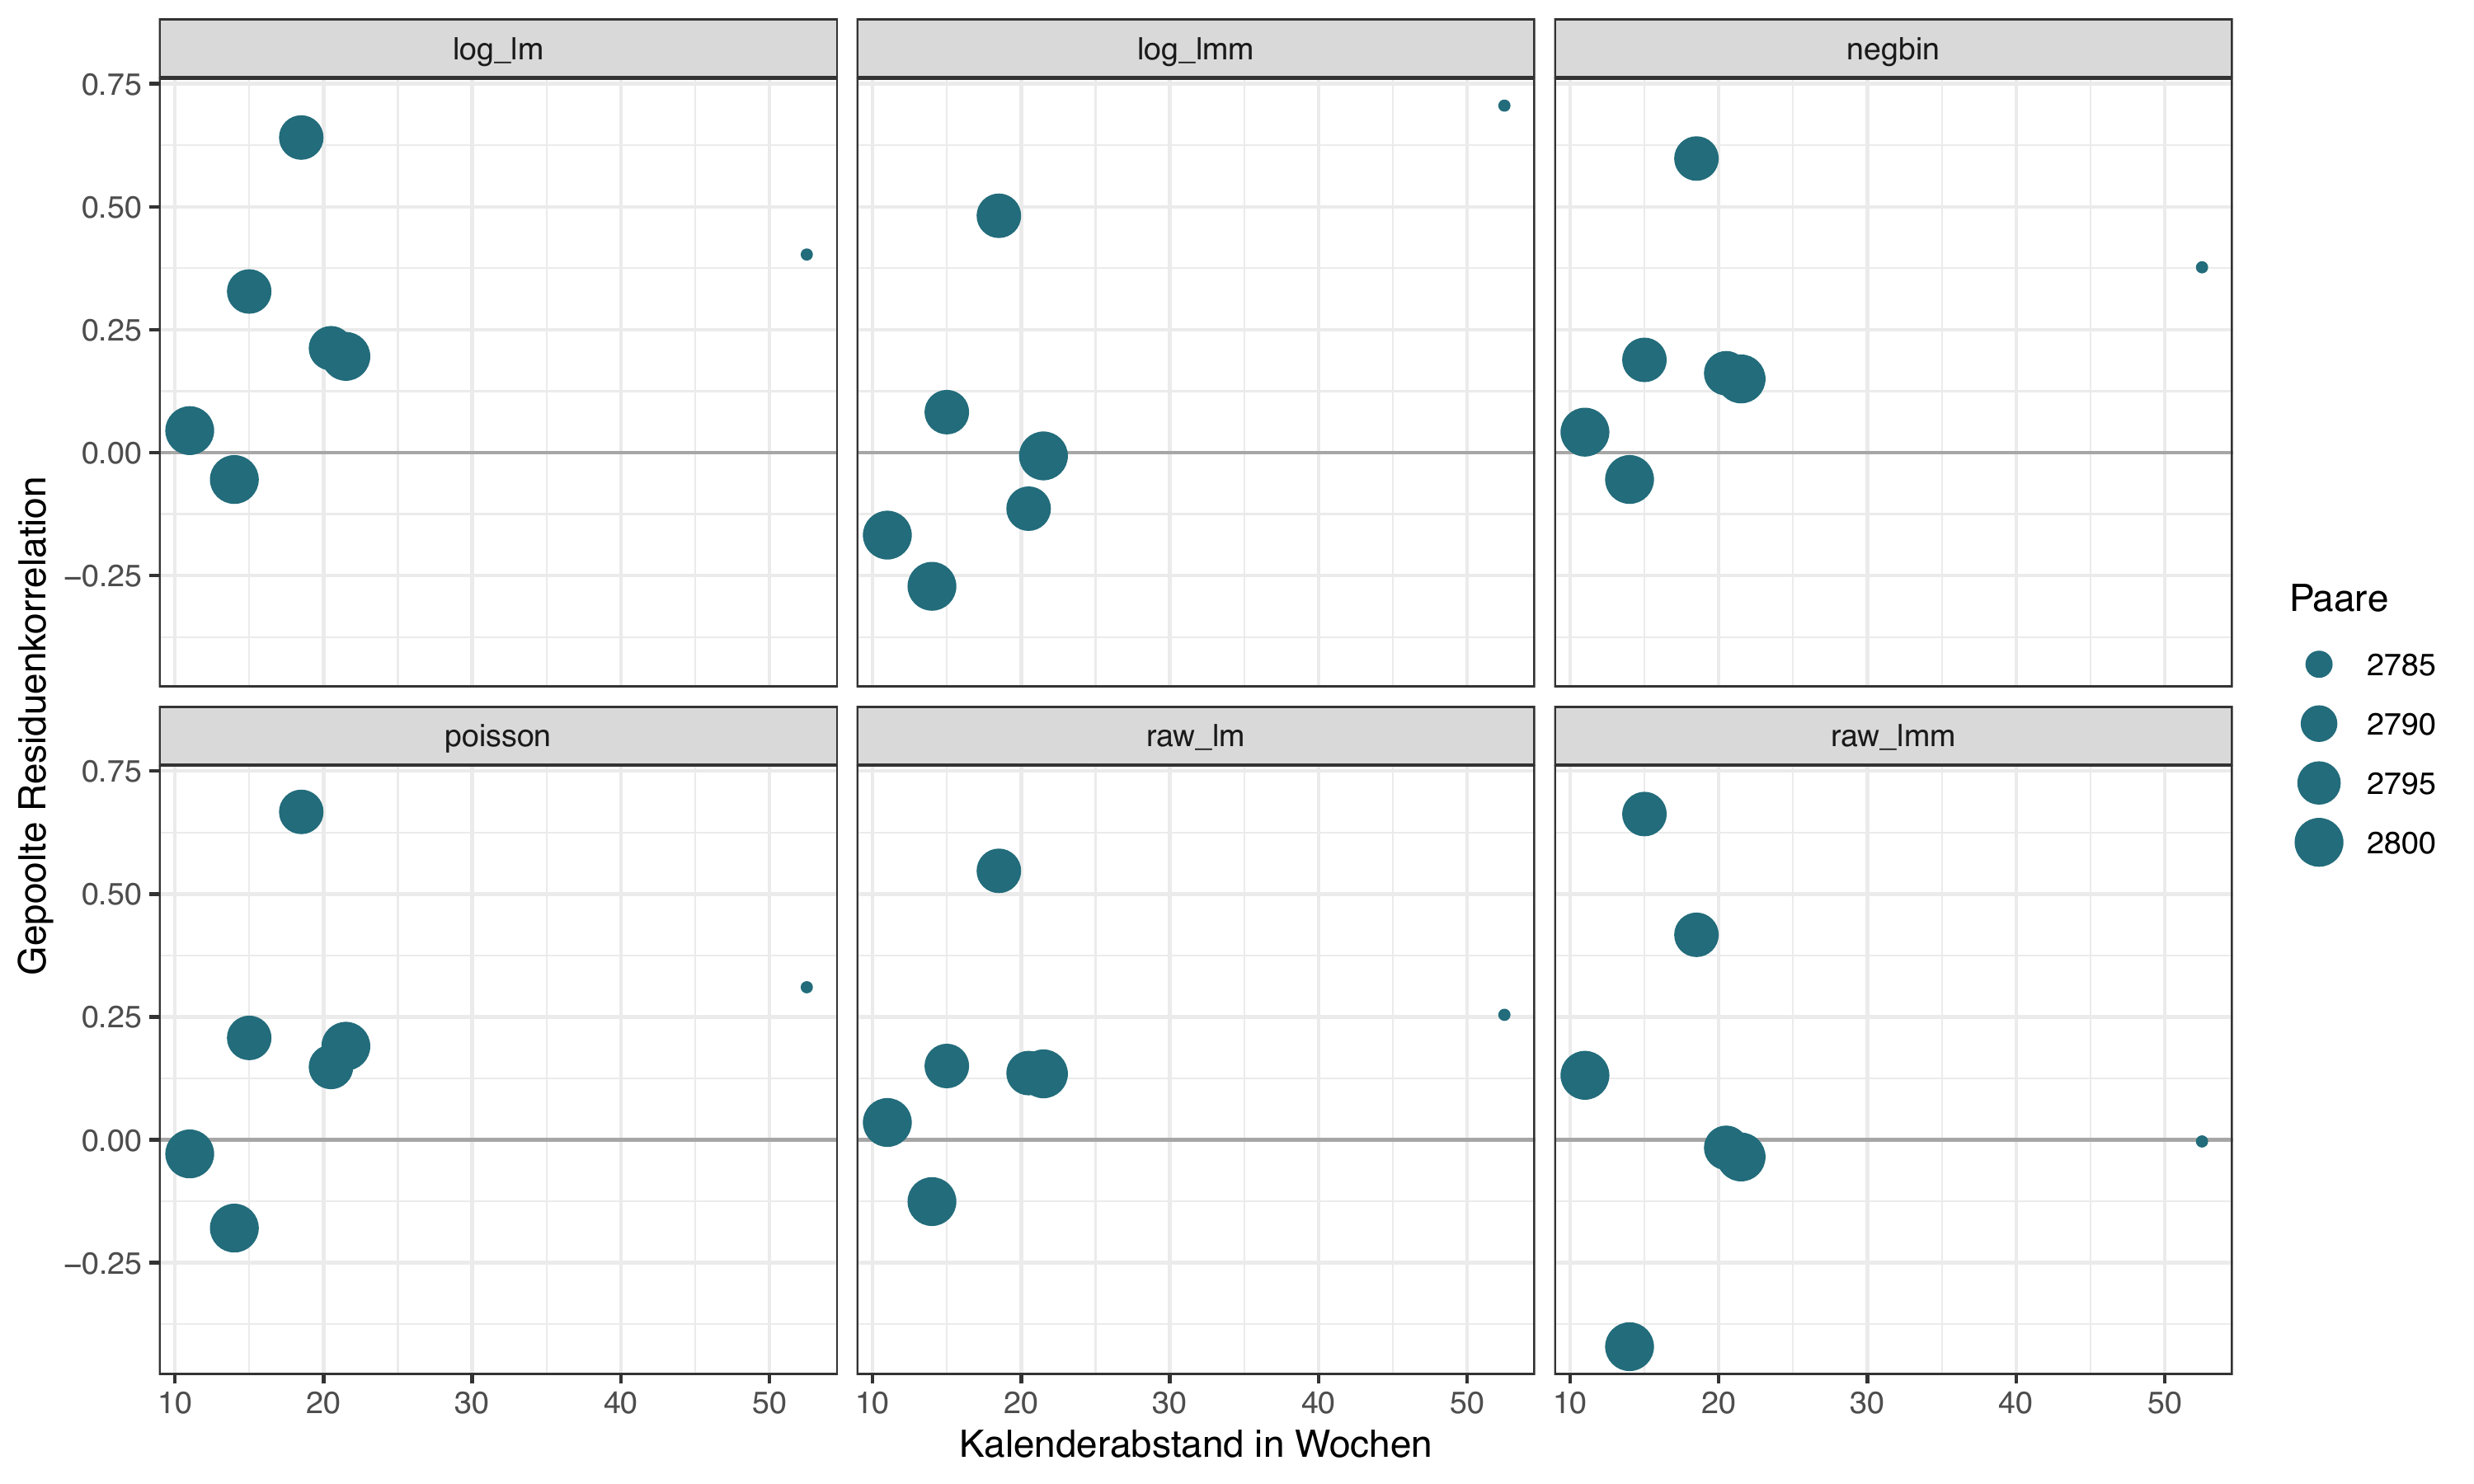 log_lm
log_lmm
negbin
0.75
0.50
0.25
0.00
−0.25
poisson
raw_lm
raw_lmm
0.75
0.50
0.25
0.00
−0.25
10 20 30 40 50
10 20 30 40 50
10 20 30 40 50
Kalenderabstand in Wochen
Gepoolte Residuenkorrelation
Paare
2785
2790
2795
2800